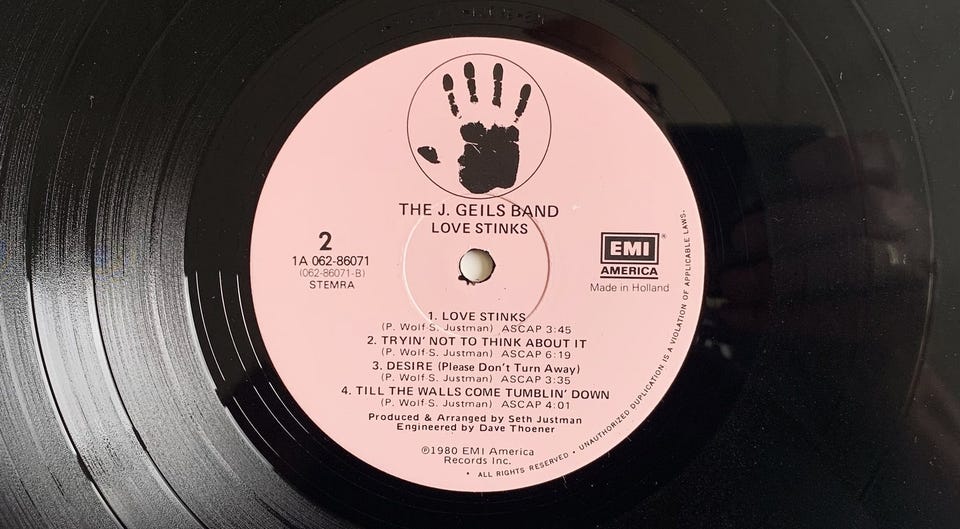 THE J. GEILS BAND
LOVE STINKS
2
1A 062-86071
(062-86071-B)
STEMRA
EMI®
AMERICA
Made in Holland
1. LOVE STINKS
(P. Wolf-S. Justman) ASCAP 3:45
2. TRYIN' NOT TO THINK ABOUT IT
(P. Wolf-S. Justman) ASCAP 6:19
3. DESIRE (Please Don't Turn Away)
(P. Wolf-S. Justman) ASCAP 3:35
4. TILL THE WALLS COME TUMBLIN' DOWN
(P. Wolf-S. Justman) ASCAP 4:01
Produced & Arranged by Seth Justman
Engineered by Dave Thoener
℗1980 EMI America
Records Inc.
• ALL RIGHTS RESERVED • UNAUTHORIZED DUPLICATION IS A VIOLATION OF APPLICABLE LAWS.